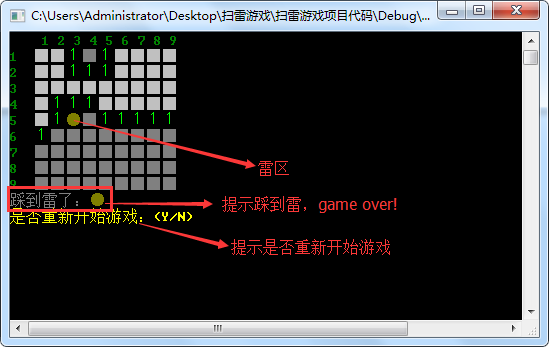 C:\Users\Administrator\Desktop\扫雷游戏\扫雷游戏项目代码\Debug\...
1 2 3 4 5 6 7 8 9
1 1 1
2 1 1 1
3
4 1 1 1
5 1 1 1 1 1 1
6 1
7
8
9
雷区
踩到雷了：
提示踩到雷，game over!
是否重新开始游戏：(Y/N)
提示是否重新开始游戏